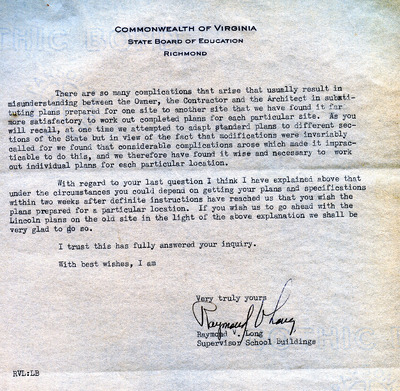 COMMONWEALTH OF VIRGINIA
STATE BOARD OF EDUCATION
RICHMOND
There are so many complications that arise that usually result in
misunderstanding between the Owner, the Contractor and the Architect in substi-
tuting plans prepared for one site to another site that we have found it far
more satisfactory to work out completed plans for each particular site. As you
will recall, at one time we attempted to adapt standard plans to different sec-
tions of the State but in view of the fact that modifications were invariably
called for we found that considerable complications arose which made it imprac-
ticable to do this, and we therefore have found it wise and necessary to work
out individual plans for each particular location.
With regard to your last question I think I have explained above that
under the circumstances you could depend on getting your plans and specifications
within two weeks after definite instructions have reached us that you wish the
plans prepared for a particular location. If you wish us to go ahead with the
Lincoln plans on the old site in the light of the above explanation we shall be
very glad to do so.
I trust this has fully answered your inquiry.
With best wishes, I am
Very truly yours
Raymond V Long
Raymond V. Long
Supervisor School Buildings
RVL:LB